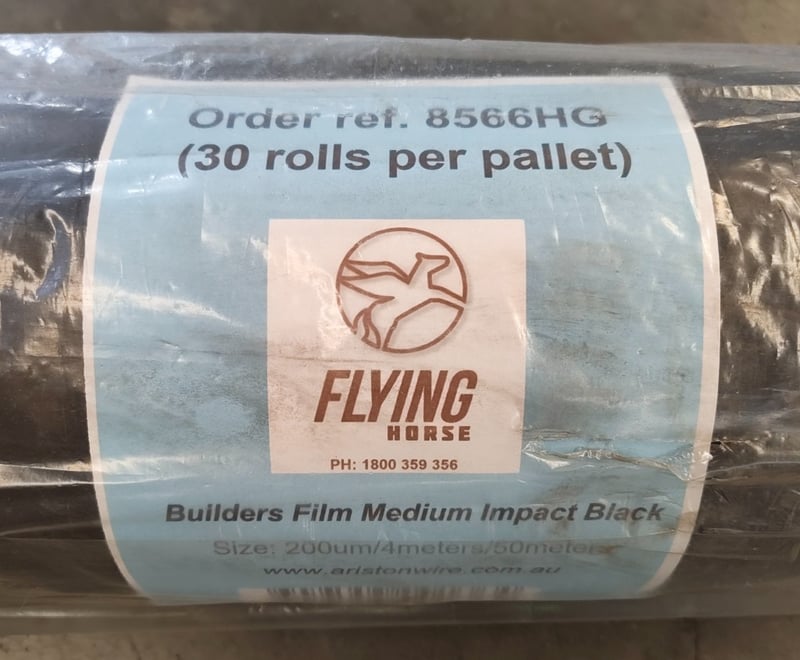 Order ref. 8566HG
(30 rolls per pallet)
FLYING
HORSE
PH: 1800 359 356
Builders Film Medium Impact Black
Size: 200um/4meters/50meters
www.aristonwire.com.au